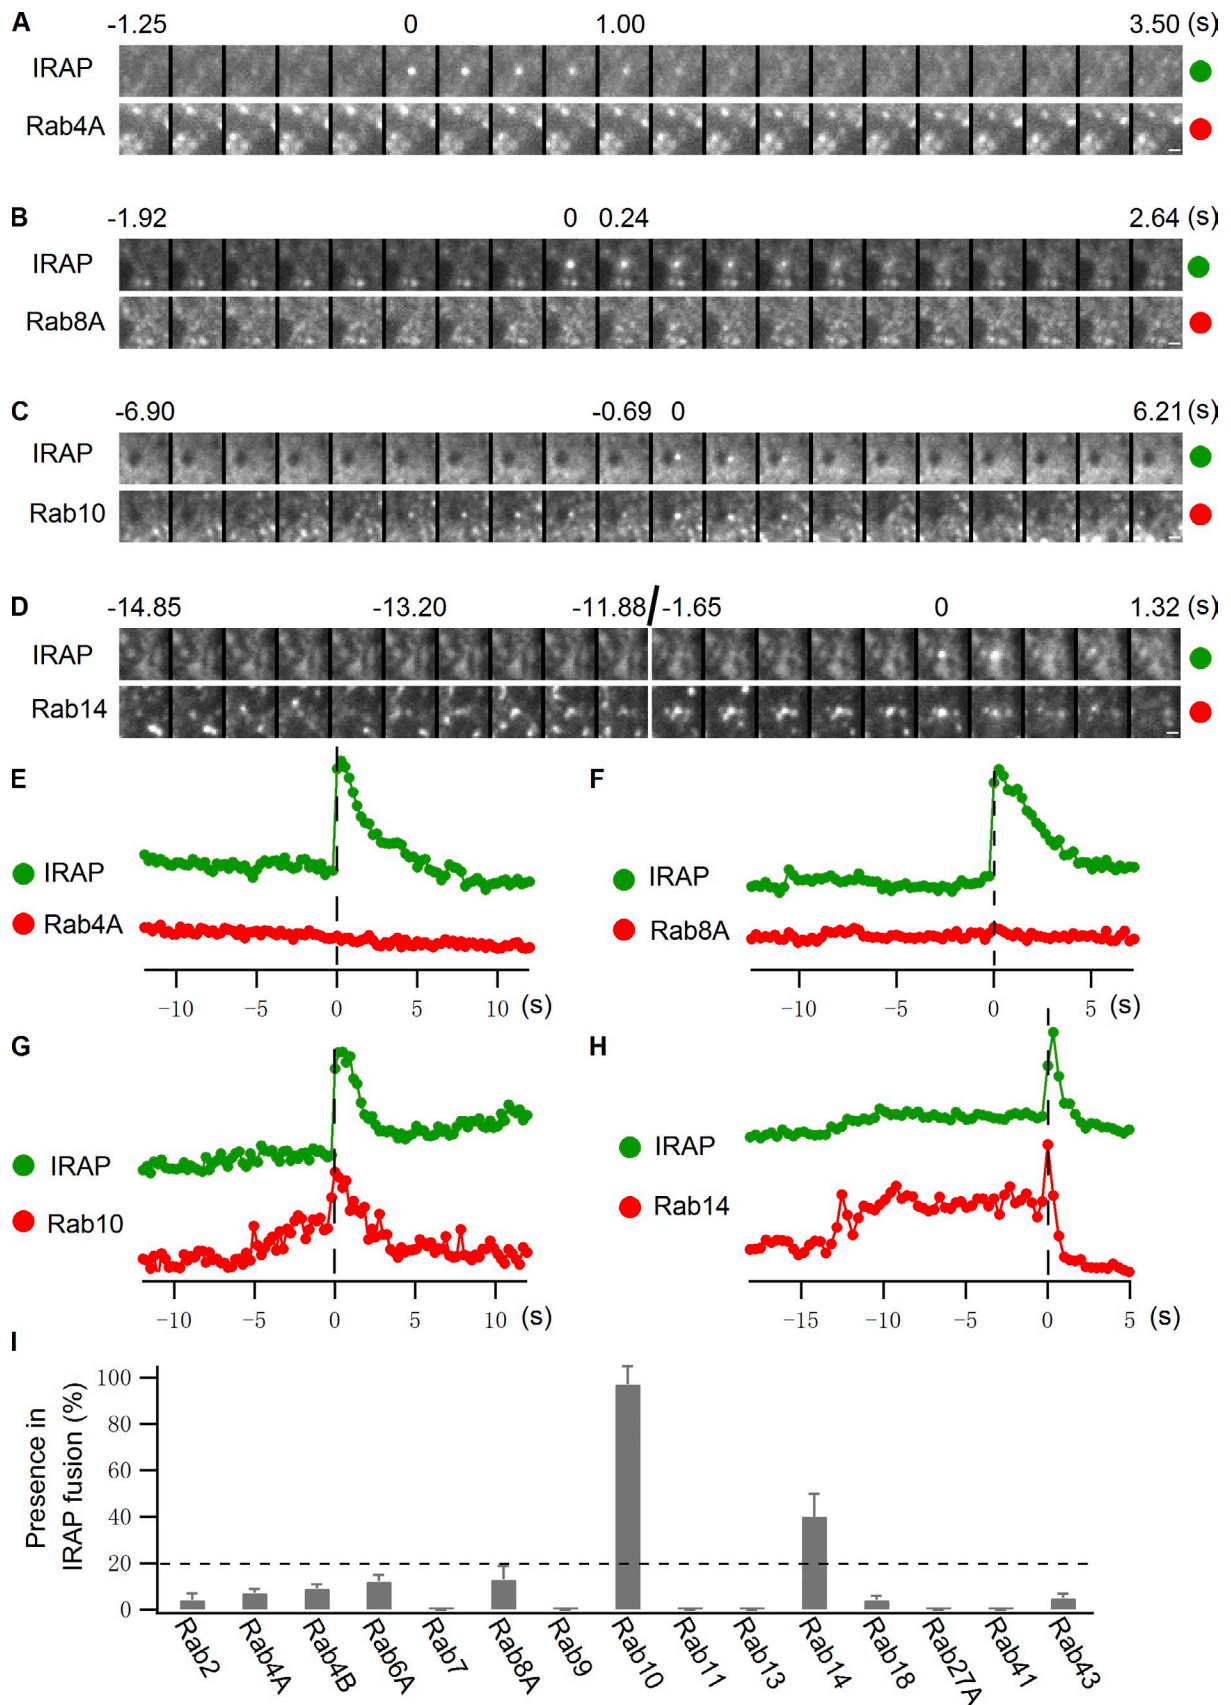 A -1.25 0 1.00 3.50 (s)
IRAP
Rab4A
B -1.92 0 0.24 2.64 (s)
IRAP
Rab8A
C -6.90 -0.69 0 6.21 (s)
IRAP
Rab10
D -14.85 -13.20 -11.88 / -1.65 0 1.32 (s)
IRAP
Rab14
E
IRAP
Rab4A
-10 -5 0 5 10 (s)
F
IRAP
Rab8A
-10 -5 0 5 (s)
G
IRAP
Rab10
-10 -5 0 5 10 (s)
H
IRAP
Rab14
-15 -10 -5 0 5 (s)
I
Presence in
IRAP fusion (%)
100
80
60
40
20
0
Rab2 Rab4A Rab4B Rab6A Rab7 Rab8A Rab9 Rab10 Rab11 Rab13 Rab14 Rab18 Rab27A Rab41 Rab43